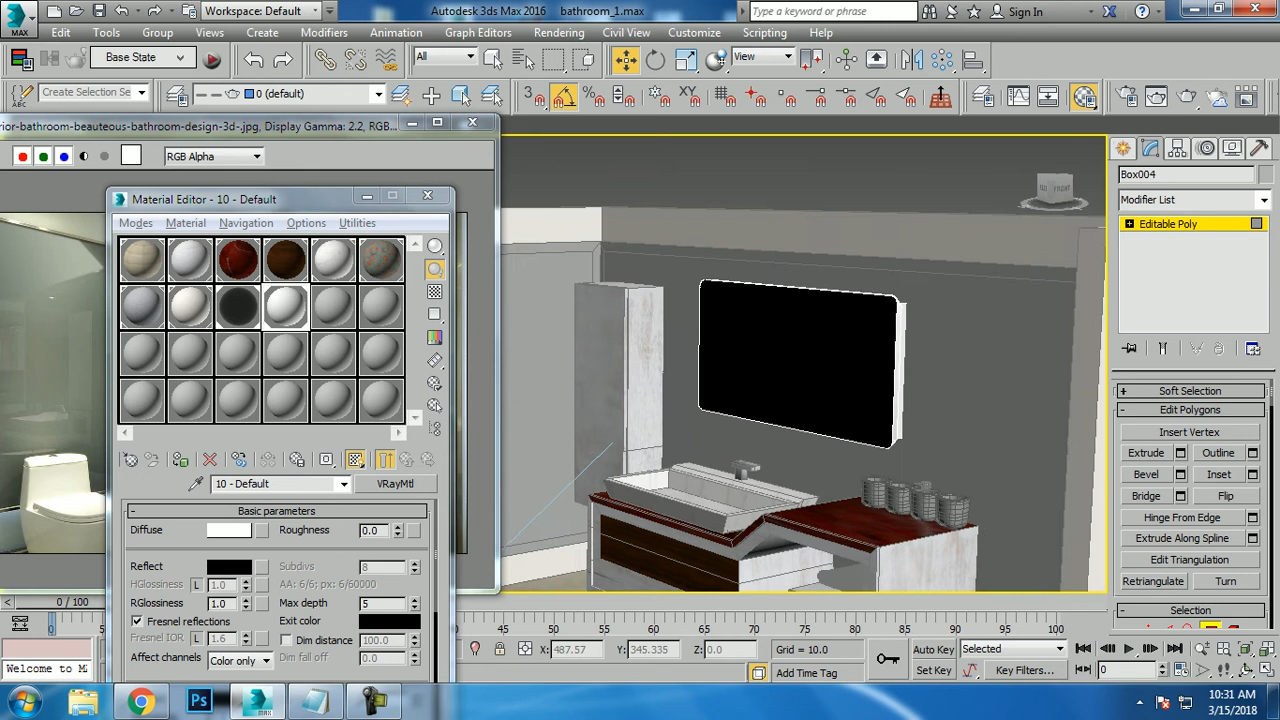 Workspace: Default
Autodesk 3ds Max 2016
bathroom_1.max
Type a keyword or phrase
Sign In
MAX
Edit
Tools
Group
Views
Create
Modifiers
Animation
Graph Editors
Rendering
Civil View
Customize
Scripting
Help
Base State
All
View
ABC
Create Selection Se
0 (default)
3
%
XY
rior-bathroom-beauteous-bathroom-design-3d-.jpg, Display Gamma: 2.2, RGB...
RGB Alpha
Material Editor - 10 - Default
Modes
Material
Navigation
Options
Utilities
10 - Default
VRayMtl
Basic parameters
Diffuse
Roughness
0.0
Reflect
Subdivs
8
HGlossiness
L
1.0
AA: 6/6; px: 6/60000
RGlossiness
1.0
Max depth
5
Fresnel reflections
Exit color
Fresnel IOR
L
1.6
Dim distance
100.0
Affect channels
Color only
Dim fall off
0.0
FRONT
Box004
Modifier List
Editable Poly
Soft Selection
Edit Polygons
Insert Vertex
Extrude
Outline
Bevel
Inset
Bridge
Flip
Hinge From Edge
Extrude Along Spline
Edit Triangulation
Retriangulate
Turn
Selection
0 / 100
0
55
60
65
70
75
80
85
90
95
100
X:
487.57
Y:
345.335
Z:
0.0
Grid = 10.0
Auto Key
Selected
Welcome to M
Add Time Tag
Set Key
Key Filters...
0
Ps
MAX
10:31 AM
3/15/2018